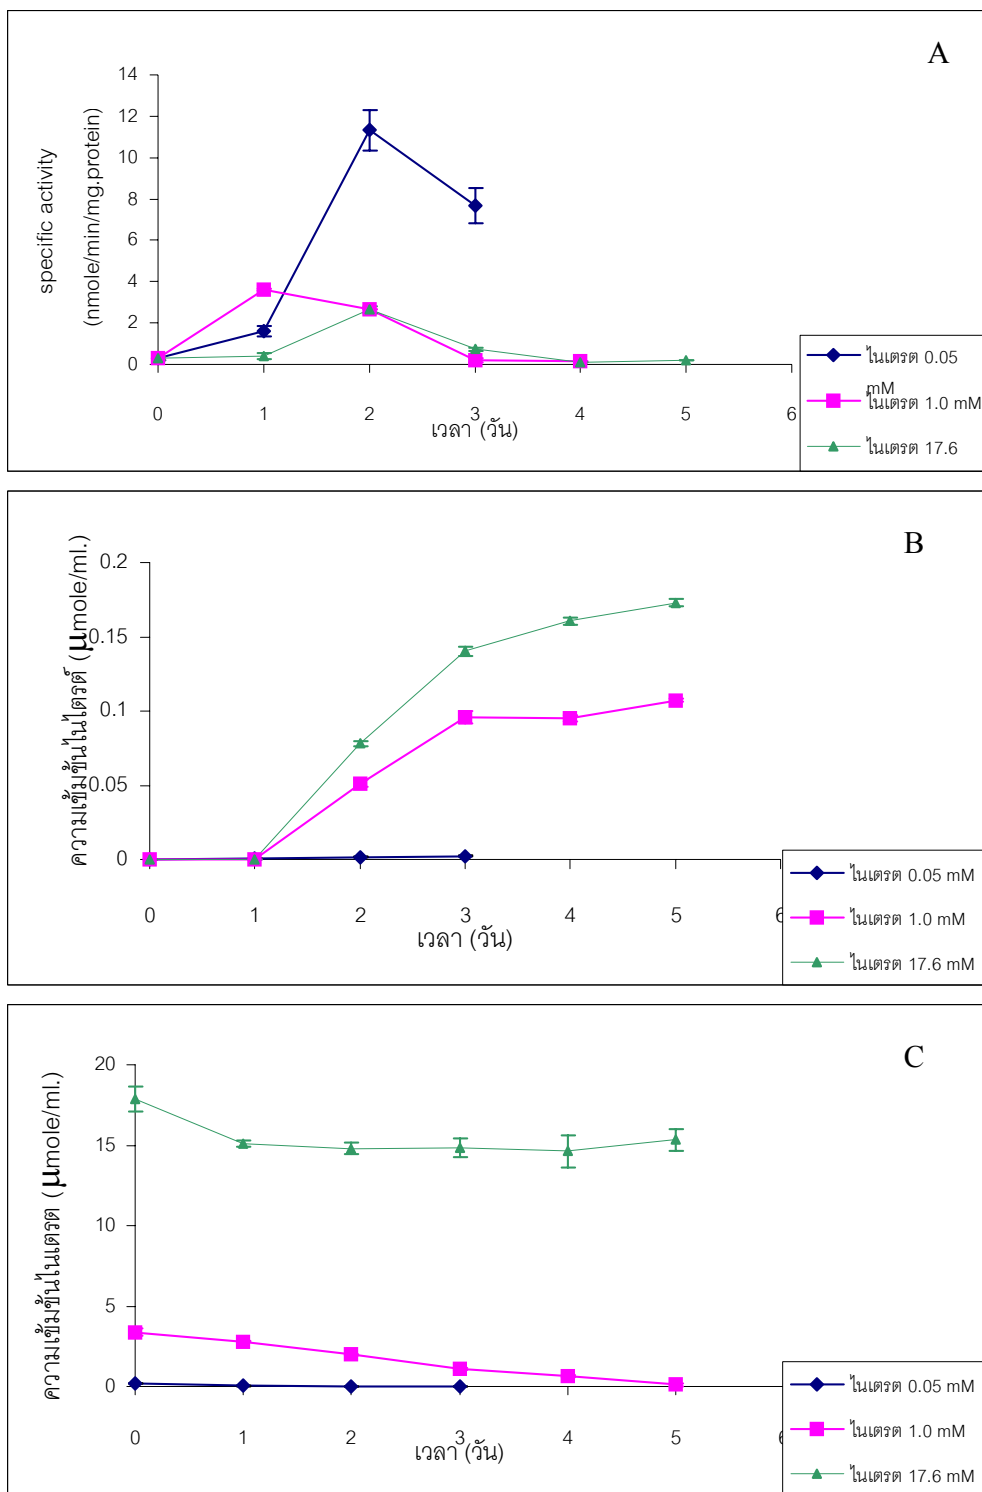 A
14
12
10
8
6
4
2
0
specific activity
(nmole/min/mg.protein)
0 1 2 3 4 5 6
เวลา (วัน)
ไนเตรต 0.05
mM
ไนเตรต 1.0 mM
ไนเตรต 17.6
B
0.2
0.15
0.1
0.05
0
ความเข้มข้นไนไตรต์ (μmole/ml.)
0 1 2 3 4 5 6
เวลา (วัน)
ไนเตรต 0.05 mM
ไนเตรต 1.0 mM
ไนเตรต 17.6 mM
C
20
15
10
5
0
ความเข้มข้นไนเตรต (μmole/ml.)
0 1 2 3 4 5 6
เวลา (วัน)
ไนเตรต 0.05 mM
ไนเตรต 1.0 mM
ไนเตรต 17.6 mM